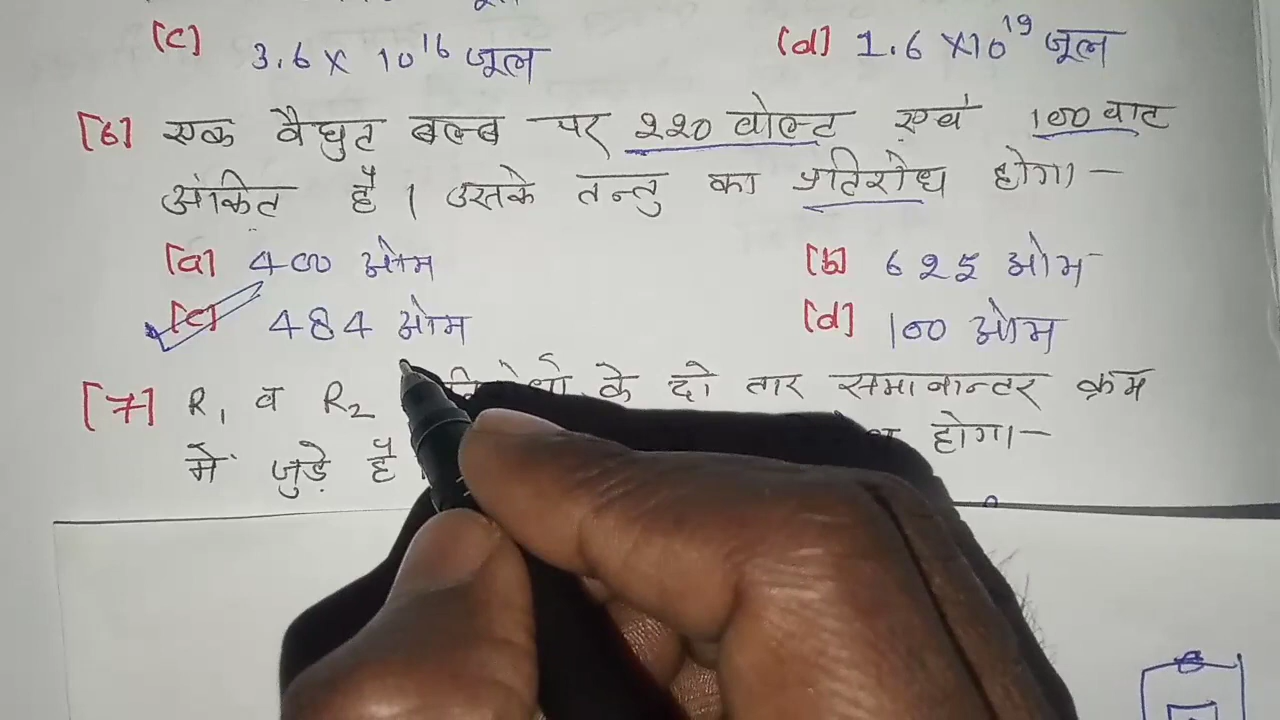 [c] 3.6 × 10¹⁶ जूल [d] 1.6 × 10¹⁹ जूल
[6] एक वैद्युत बल्ब पर 220 वोल्ट एवं 100 वाट
अंकित है। उसके तन्तु का प्रतिरोध होगा—
[a] 400 ओम [b] 625 ओम
[c] 484 ओम [d] 100 ओम
[7] R₁ व R₂ के दो तार समानान्तर क्रम
में जुड़े हैं होगा—